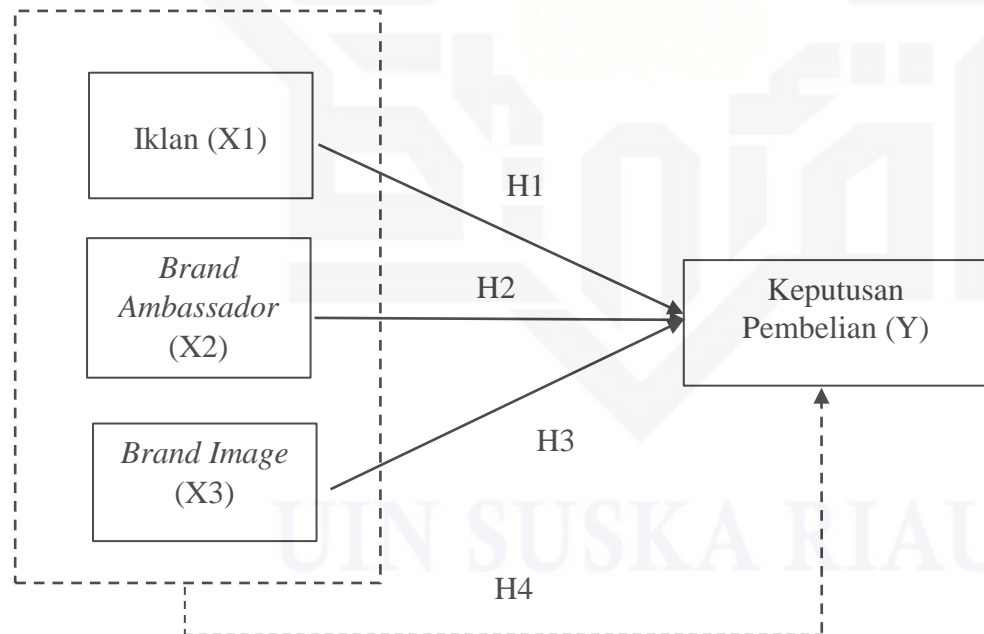 Iklan (X1)
H1
Brand
Ambassador
(X2)
H2
Keputusan
Pembelian (Y)
Brand Image
(X3)
H3
UIN SUSKA RIAU
H4